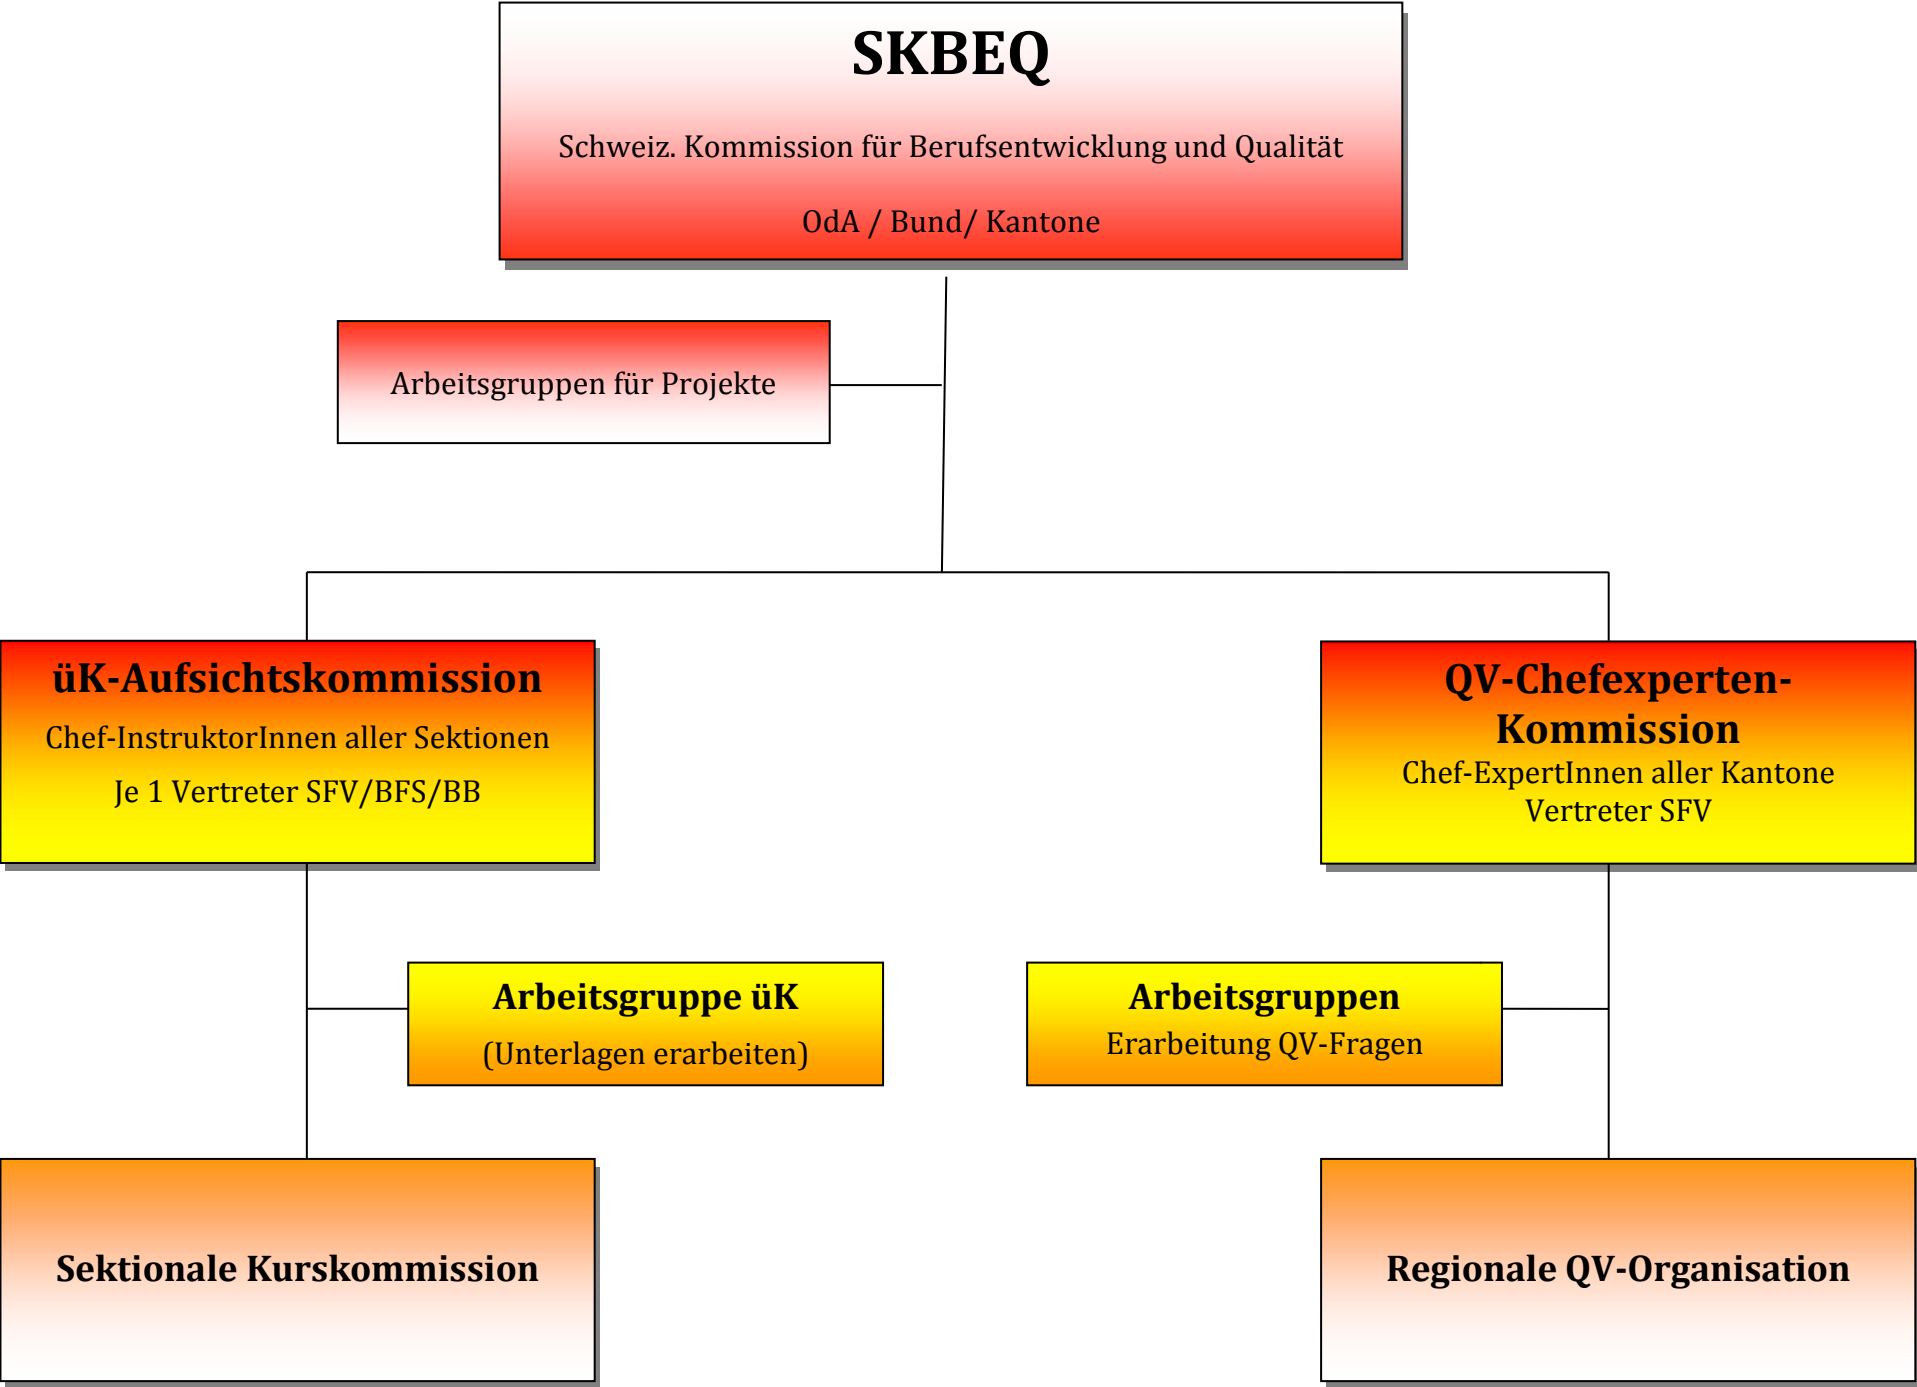 SKBEQ
Schweiz. Kommission für Berufsentwicklung und Qualität
OdA / Bund/ Kantone
Arbeitsgruppen für Projekte
üK-Aufsichtskommission
Chef-InstruktorInnen aller Sektionen
Je 1 Vertreter SFV/BFS/BB
QV-Chefexperten-
Kommission
Chef-ExpertInnen aller Kantone
Vertreter SFV
Arbeitsgruppe üK
(Unterlagen erarbeiten)
Arbeitsgruppen
Erarbeitung QV-Fragen
Sektionale Kurskommission
Regionale QV-Organisation